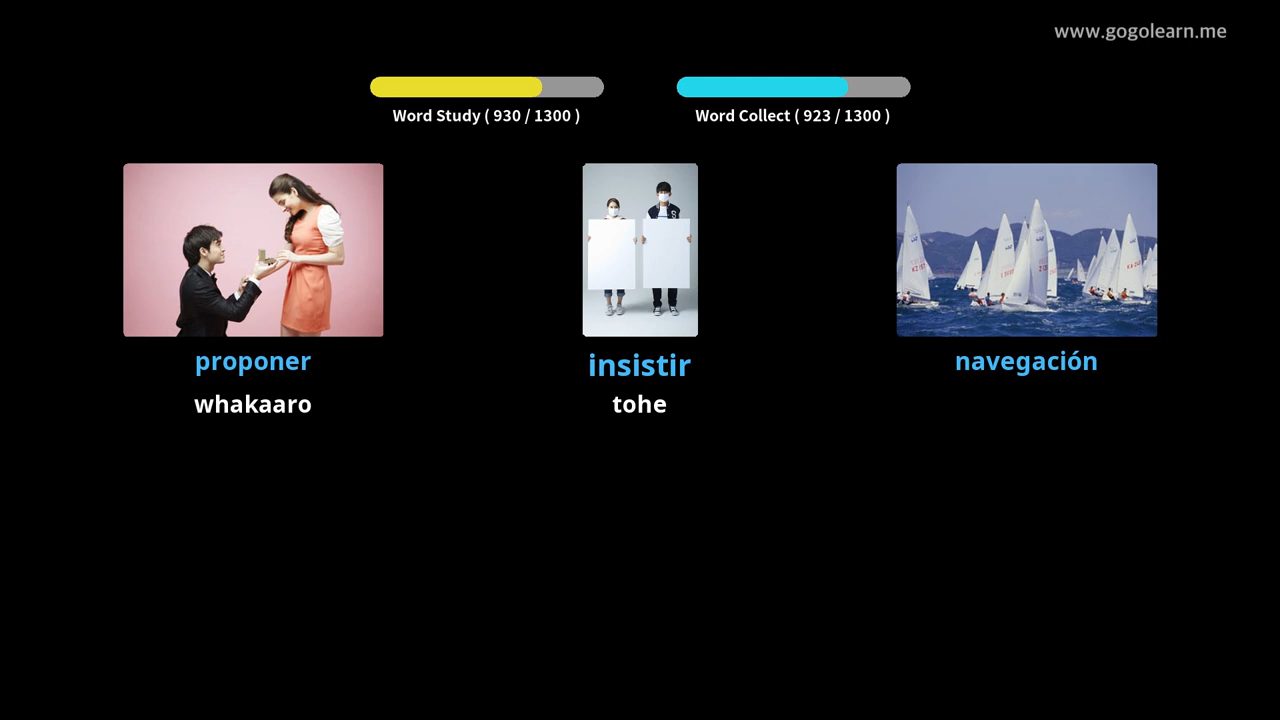 www.gogolearn.me
Word Study ( 930 / 1300 )
Word Collect ( 923 / 1300 )
proponer
insistir
navegación
whakaaro
tohe